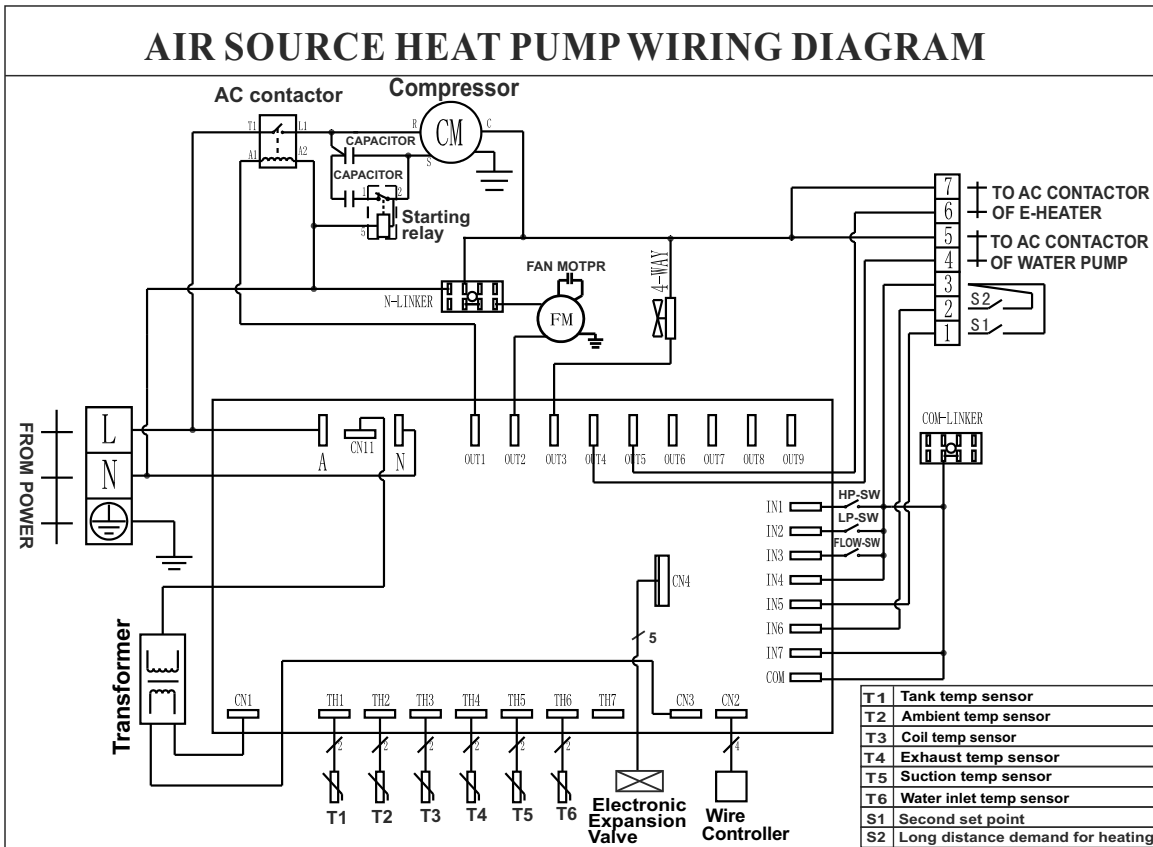 AIR SOURCE HEAT PUMP WIRING DIAGRAM
AC contactor
Compressor
T1
L1
A1
A2
R
CM
C
S
CAPACITOR
CAPACITOR
1
2
5
Starting
relay
7
6
5
4
3
2
1
TO AC CONTACTOR
OF E-HEATER
TO AC CONTACTOR
OF WATER PUMP
S2
S1
N-LINKER
FAN MOTPR
FM
4-WAY
FROM POWER
L
N
A
CN11
N
OUT1
OUT2
OUT3
OUT4
OUT5
OUT6
OUT7
OUT8
OUT9
COM-LINKER
IN1
HP-SW
IN2
LP-SW
IN3
FLOW-SW
IN4
IN5
IN6
IN7
COM
CN4
5
Transformer
CN1
TH1
TH2
TH3
TH4
TH5
TH6
TH7
CN3
CN2
2
2
2
2
2
2
4
T1
T2
T3
T4
T5
T6
Electronic
Expansion
Valve
Wire
Controller
T1 Tank temp sensor
T2 Ambient temp sensor
T3 Coil temp sensor
T4 Exhaust temp sensor
T5 Suction temp sensor
T6 Water inlet temp sensor
S1 Second set point
S2 Long distance demand for heating